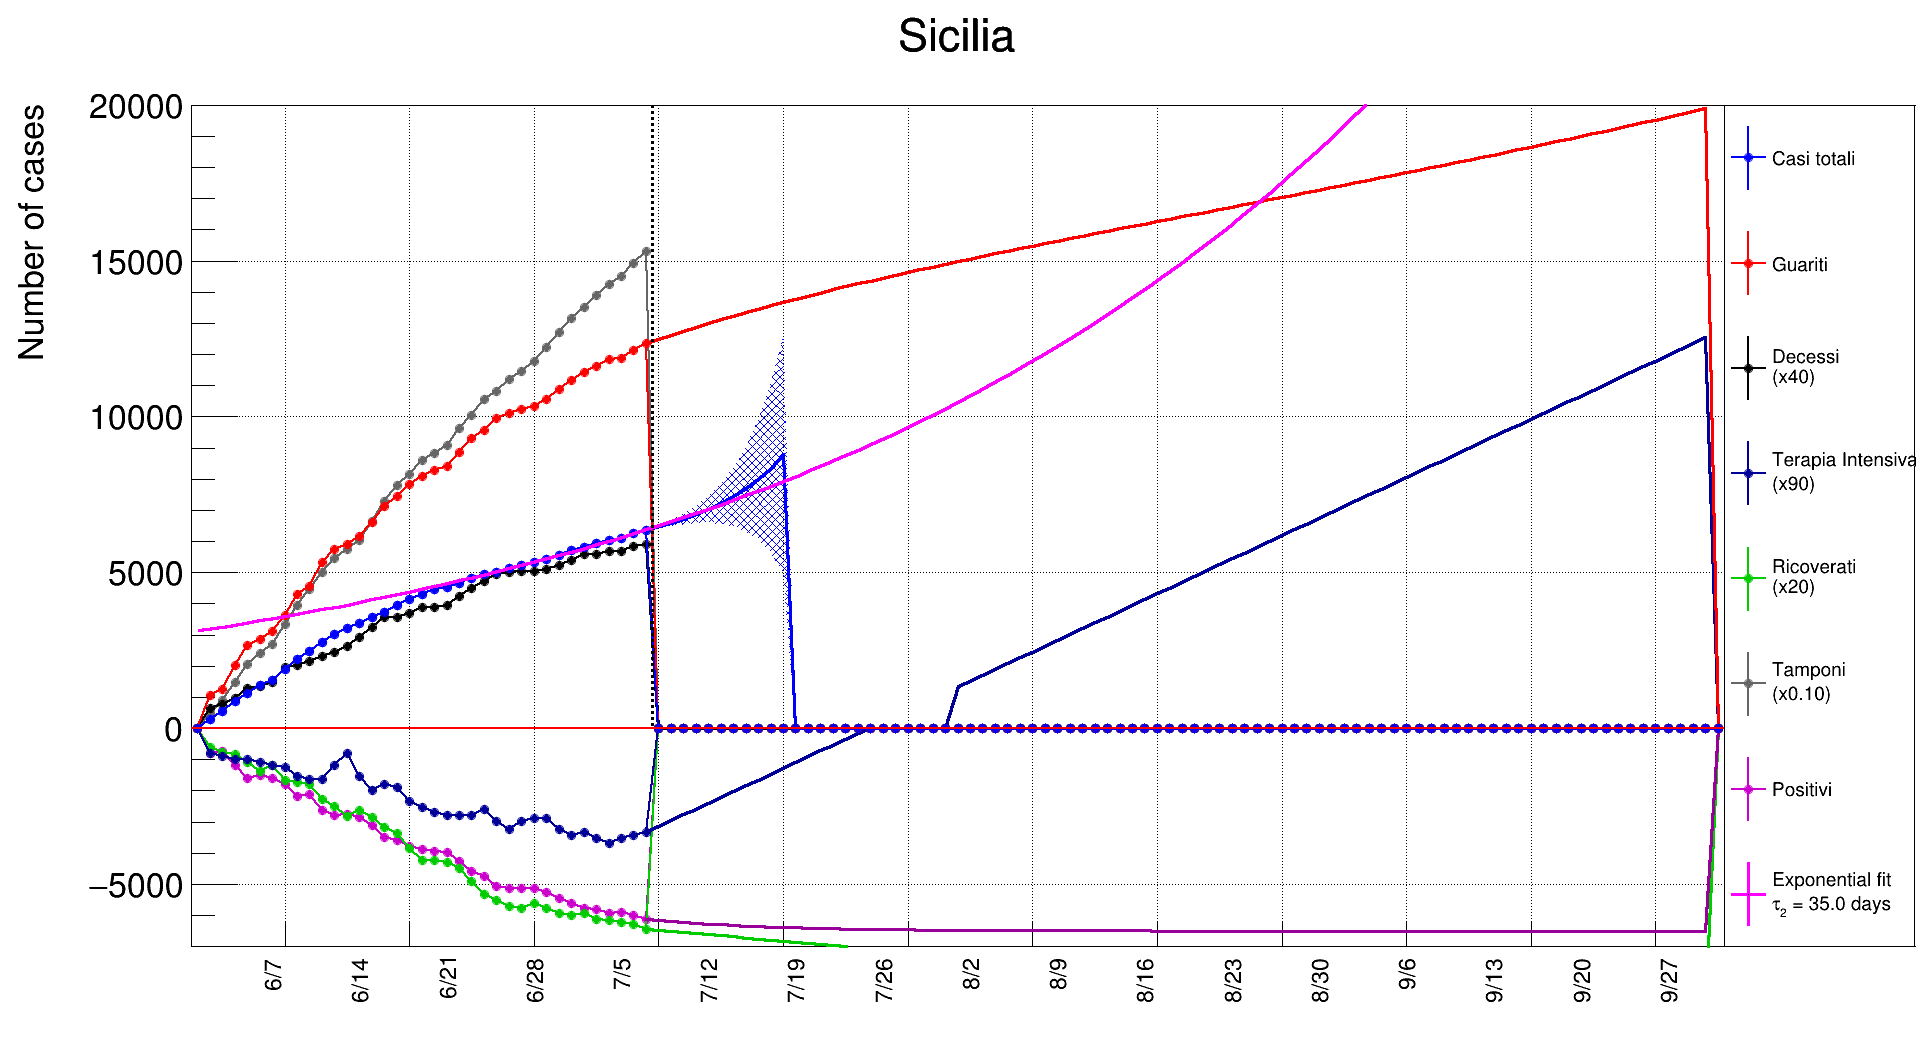 Sicilia
Number of cases
20000
15000
10000
5000
0
−5000
6/7
6/14
6/21
6/28
7/5
7/12
7/19
7/26
8/2
8/9
8/16
8/23
8/30
9/6
9/13
9/20
9/27
Casi totali
Guariti
Decessi
(x40)
Terapia Intensiva
(x90)
Ricoverati
(x20)
Tamponi
(x0.10)
Positivi
Exponential fit
τ2 = 35.0 days